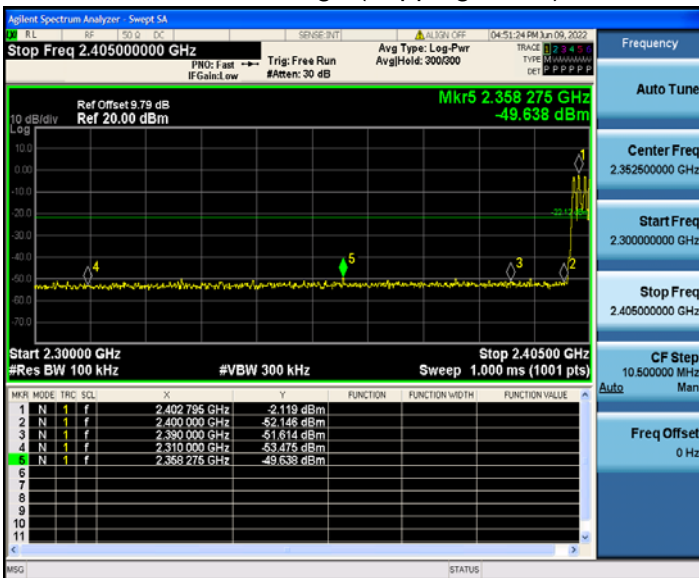 Agilent Spectrum Analyzer - Swept SA
RL RF 50 Ω DC SENSE:INT ALIGN OFF 04:51:24 PM Jun 09, 2022
Stop Freq 2.405000000 GHz
PNO: Fast
IFGain:Low
Trig: Free Run
#Atten: 30 dB
Avg Type: Log-Pwr
Avg|Hold: 300/300
TRACE 1 2 3 4 5 6
TYPE M
DET P P P P P P
Frequency
Auto Tune
Center Freq
2.352500000 GHz
Start Freq
2.300000000 GHz
Stop Freq
2.405000000 GHz
CF Step
10.500000 MHz
Auto Man
Freq Offset
0 Hz
Mkr5 2.358 275 GHz
-49.638 dBm
Ref Offset 9.79 dB
10 dB/div Ref 20.00 dBm
Log
10.0
0.00
-10.0
-20.0
-30.0
-40.0
-50.0
-60.0
-70.0
1
2
3
4
5
Start 2.30000 GHz Stop 2.40500 GHz
#Res BW 100 kHz #VBW 300 kHz Sweep 1.000 ms (1001 pts)
MKR MODE TRC SCL X Y FUNCTION FUNCTION WIDTH FUNCTION VALUE
1 N 1 f 2.402 795 GHz -2.119 dBm
2 N 1 f 2.400 000 GHz -52.146 dBm
3 N 1 f 2.390 000 GHz -51.614 dBm
4 N 1 f 2.310 000 GHz -53.475 dBm
5 N 1 f 2.358 275 GHz -49.638 dBm
6
7
8
9
10
11
MSG STATUS